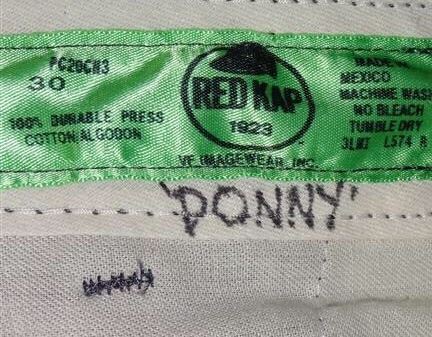 PC20CH3
30
100% DURABLE PRESS
COTTON/ALGODON
RED KAP
1923
VF IMAGEWEAR, INC.
MADE IN
MEXICO
MACHINE WASH
NO BLEACH
TUMBLE DRY
'DONNY'